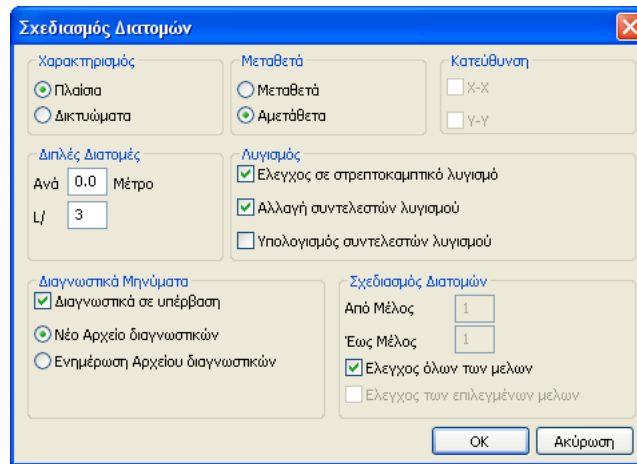 Σχεδιασμός Διατομών
Χαρακτηρισμός
Πλαίσια
Δικτυώματα
Μεταθετά
Μεταθετά
Αμετάθετα
Κατεύθυνση
X-X
Y-Y
Διπλές Διατομές
Ανά 0.0 Μέτρο
L/ 3
Λυγισμός
Ελεγχος σε στρεπτοκαμπτικό λυγισμό
Αλλαγή συντελεστών λυγισμού
Υπολογισμός συντελεστών λυγισμού
Διαγνωστικά Μηνύματα
Διαγνωστικά σε υπέρβαση
Νέο Αρχείο διαγνωστικών
Ενημέρωση Αρχείου διαγνωστικών
Σχεδιασμός Διατομών
Από Μέλος 1
Έως Μέλος 1
Ελεγχος όλων των μελων
Ελεγχος των επιλεγμένων μελων
OK Ακύρωση